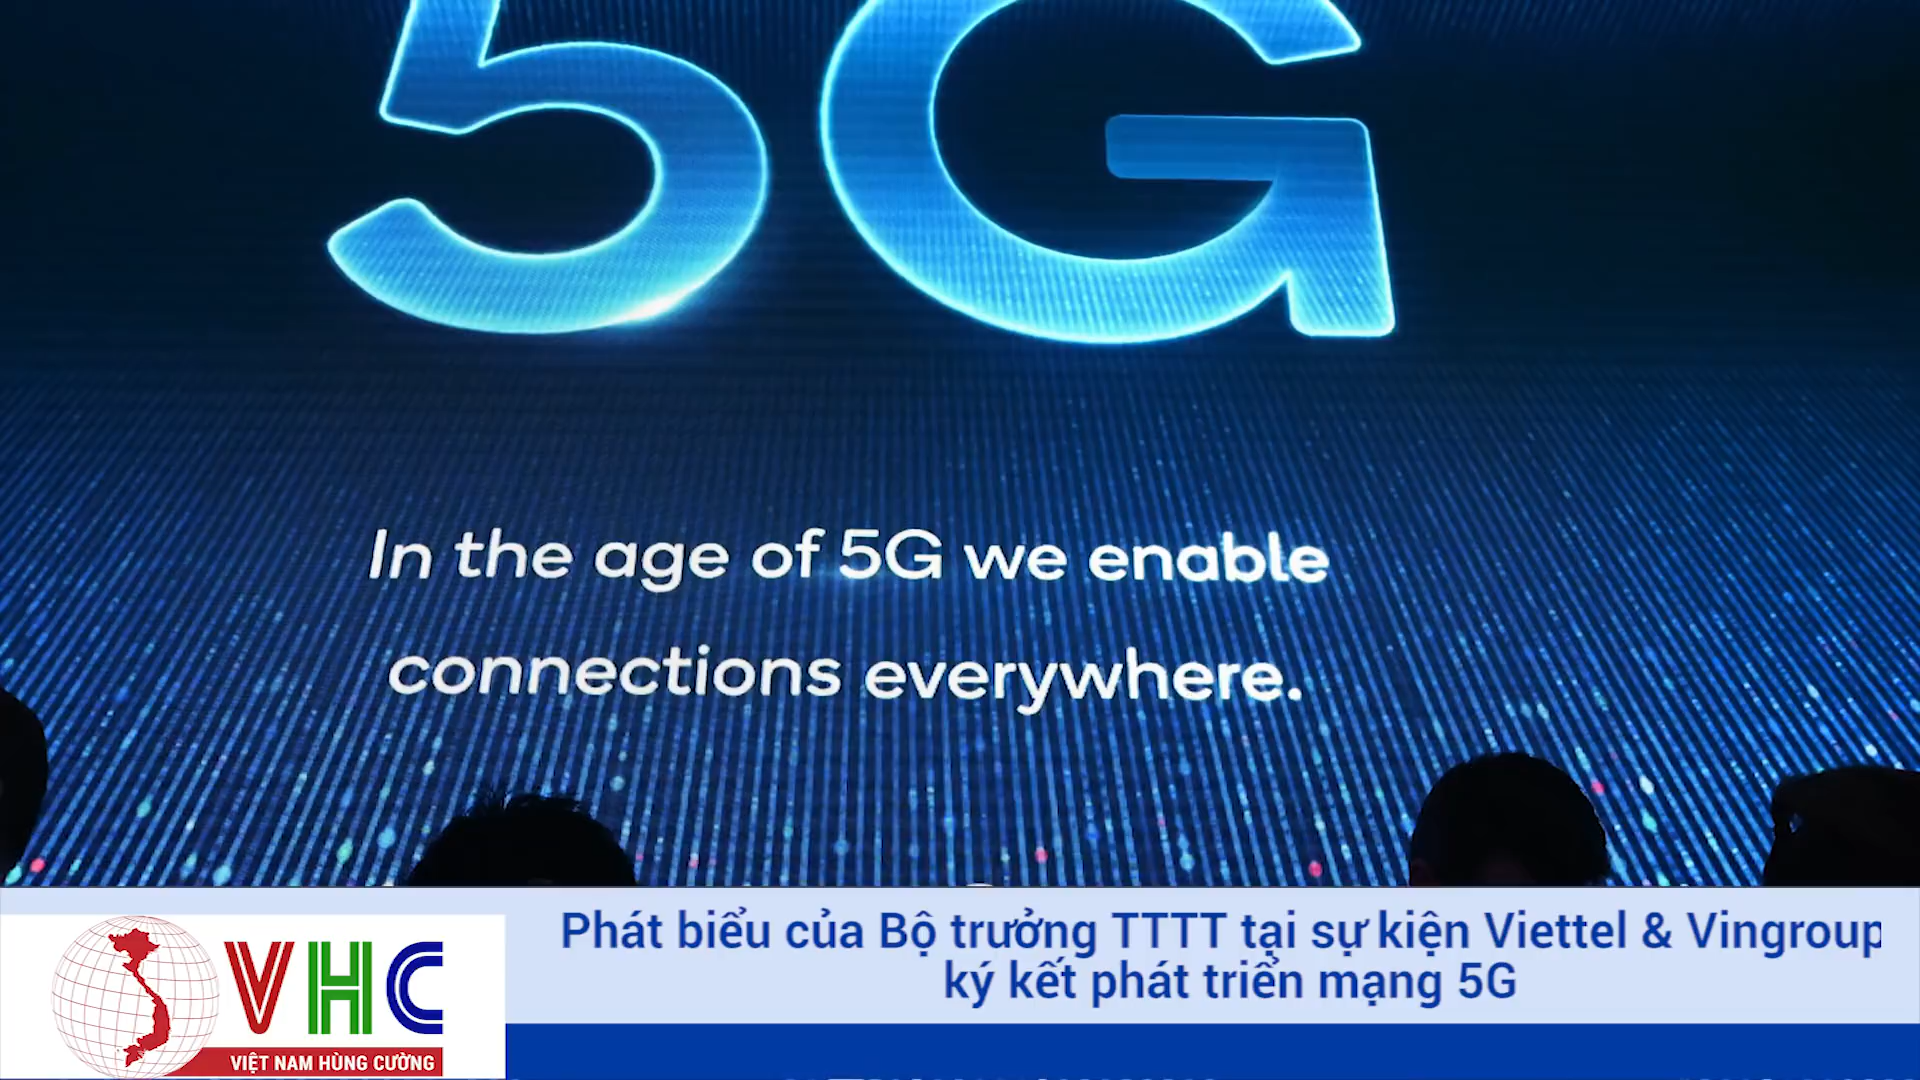 5G
In the age of 5G we enable
connections everywhere.
Phát biểu của Bộ trưởng TTTT tại sự kiện Viettel & Vingroup
ký kết phát triển mạng 5G
VHC
VIỆT NAM HÙNG CƯỜNG